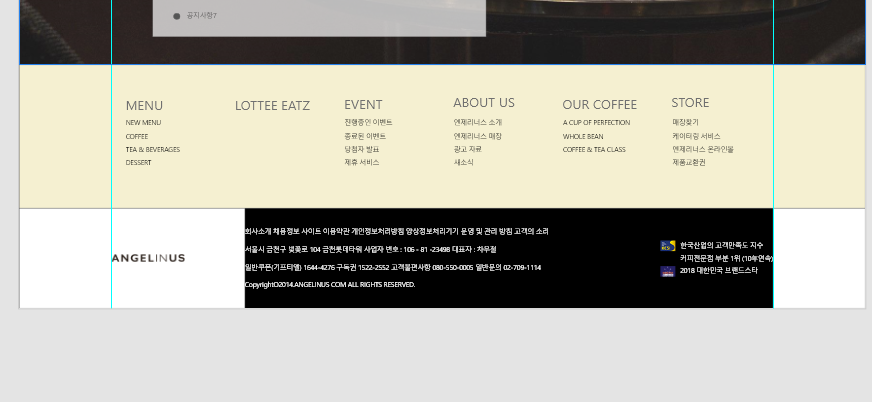 공지사항7
MENU
NEW MENU
COFFEE
TEA & BEVERAGES
DESSERT
LOTTEE EATZ
EVENT
진행중인 이벤트
종료된 이벤트
당첨자 발표
제휴 서비스
ABOUT US
엔제리너스 소개
엔제리너스 매장
광고 자료
새소식
OUR COFFEE
A CUP OF PERFECTION
WHOLE BEAN
COFFEE & TEA CLASS
STORE
매장찾기
케이터링 서비스
엔제리너스 온라인몰
제품교환권
ANGELINUS
회사소개 채용정보 사이트 이용약관 개인정보처리방침 영상정보처리기기 운영 및 관리 방침 고객의 소리
서울시 금천구 벚꽃로 104 금천롯데타워 사업자 번호 : 106 - 81 -23498 대표자 : 차우철
일반쿠폰(기프타엘) 1644-4276 구독권 1522-2552 고객불편사항 080-550-0005 일반문의 02-709-1114
CopyrightO2014.ANGELINUS COM ALL RIGHTS RESERVED.
한국산업의 고객만족도 지수
커피전문점 부분 1위 (10年연속)
2018 대한민국 브랜드스타